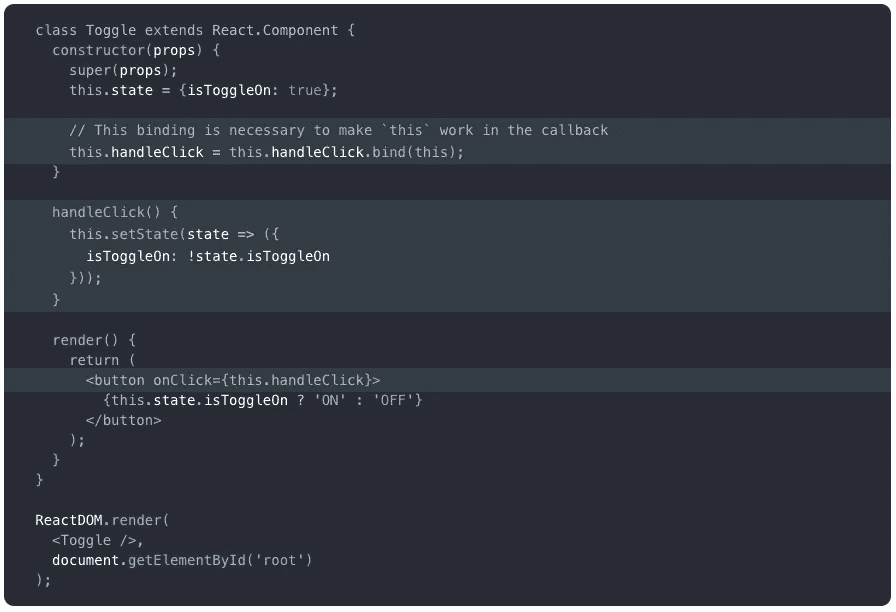 class Toggle extends React.Component {
  constructor(props) {
    super(props);
    this.state = {isToggleOn: true};

    // This binding is necessary to make `this` work in the callback
    this.handleClick = this.handleClick.bind(this);
  }

  handleClick() {
    this.setState(state => ({
      isToggleOn: !state.isToggleOn
    }));
  }

  render() {
    return (
      <button onClick={this.handleClick}>
        {this.state.isToggleOn ? 'ON' : 'OFF'}
      </button>
    );
  }
}

ReactDOM.render(
  <Toggle />,
  document.getElementById('root')
);